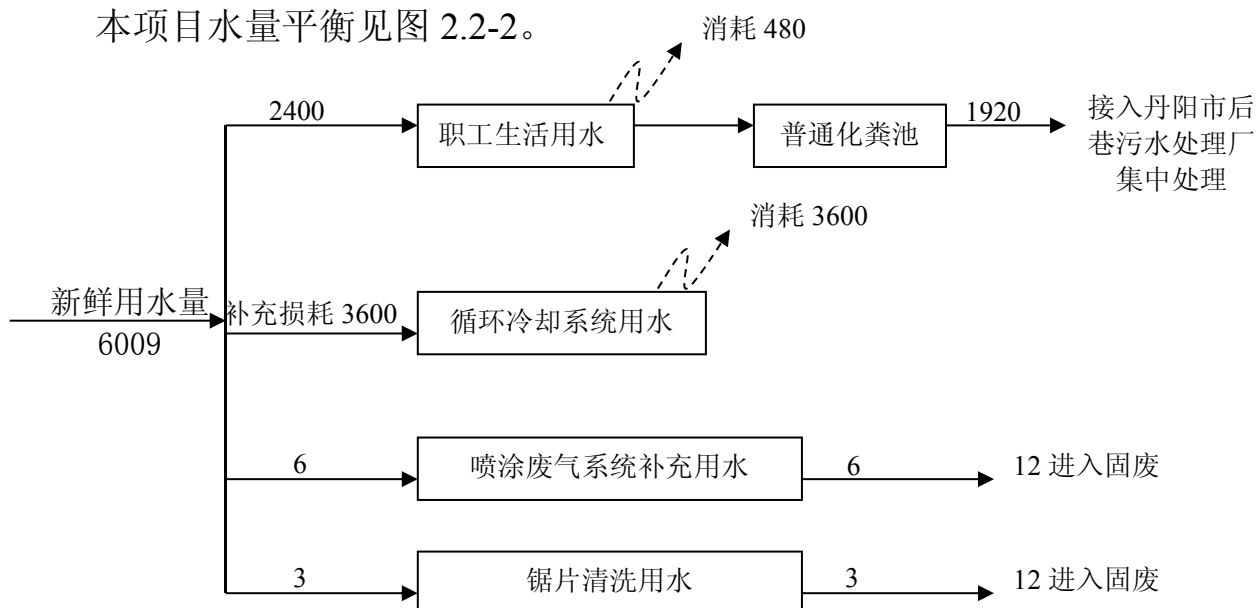 本项目水量平衡见图 2.2-2。
消耗 480
2400
职工生活用水
普通化粪池
1920
接入丹阳市后
巷污水处理厂
集中处理
消耗 3600
新鲜用水量
6009
补充损耗 3600
循环冷却系统用水
6
喷涂废气系统补充用水
6
12 进入固废
3
锯片清洗用水
3
12 进入固废